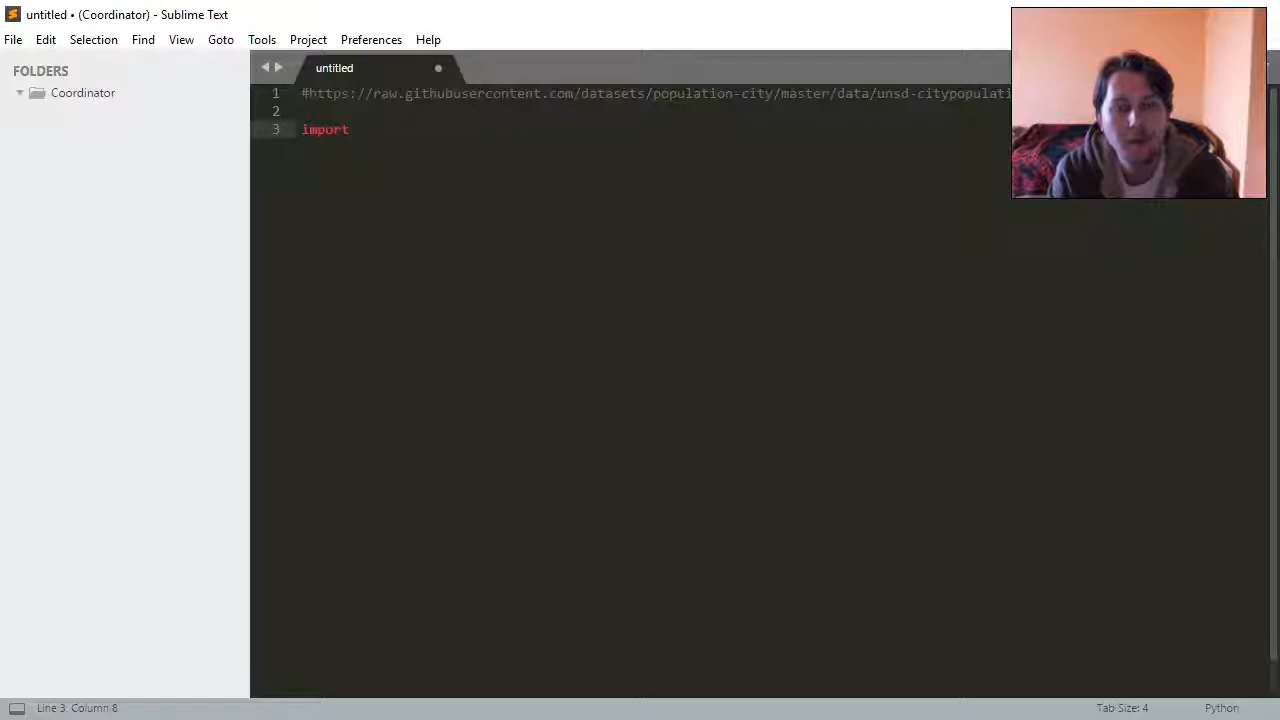 untitled • (Coordinator) - Sublime Text
File Edit Selection Find View Goto Tools Project Preferences Help
FOLDERS
Coordinator
untitled
1 #https://raw.githubusercontent.com/datasets/population-city/master/data/unsd-citypopulati
2
3 import
Line 3: Column 8
Tab Size: 4
Python